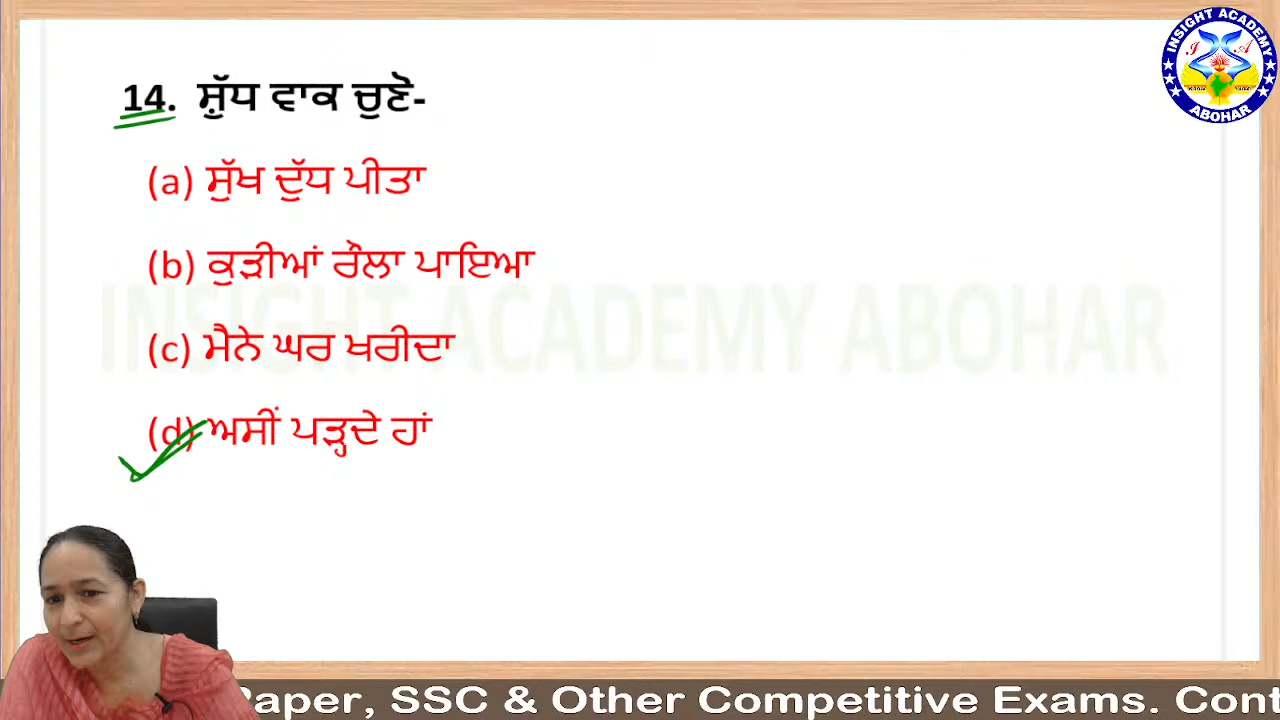 14. ਸ਼ੁੱਧ ਵਾਕ ਚੁਣੋ-
(a) ਸੁੱਖ ਦੁੱਧ ਪੀਤਾ
(b) ਕੁੜੀਆਂ ਰੌਲਾ ਪਾਇਆ
(c) ਮੈਨੇ ਘਰ ਖਰੀਦਾ
(d) ਅਸੀਂ ਪੜ੍ਹਦੇ ਹਾਂ
INSIGHT ACADEMY ABOHAR
INSIGHT ACADEMY
I A
ABOHAR
Paper, SSC & Other Competitive Exams. Cont